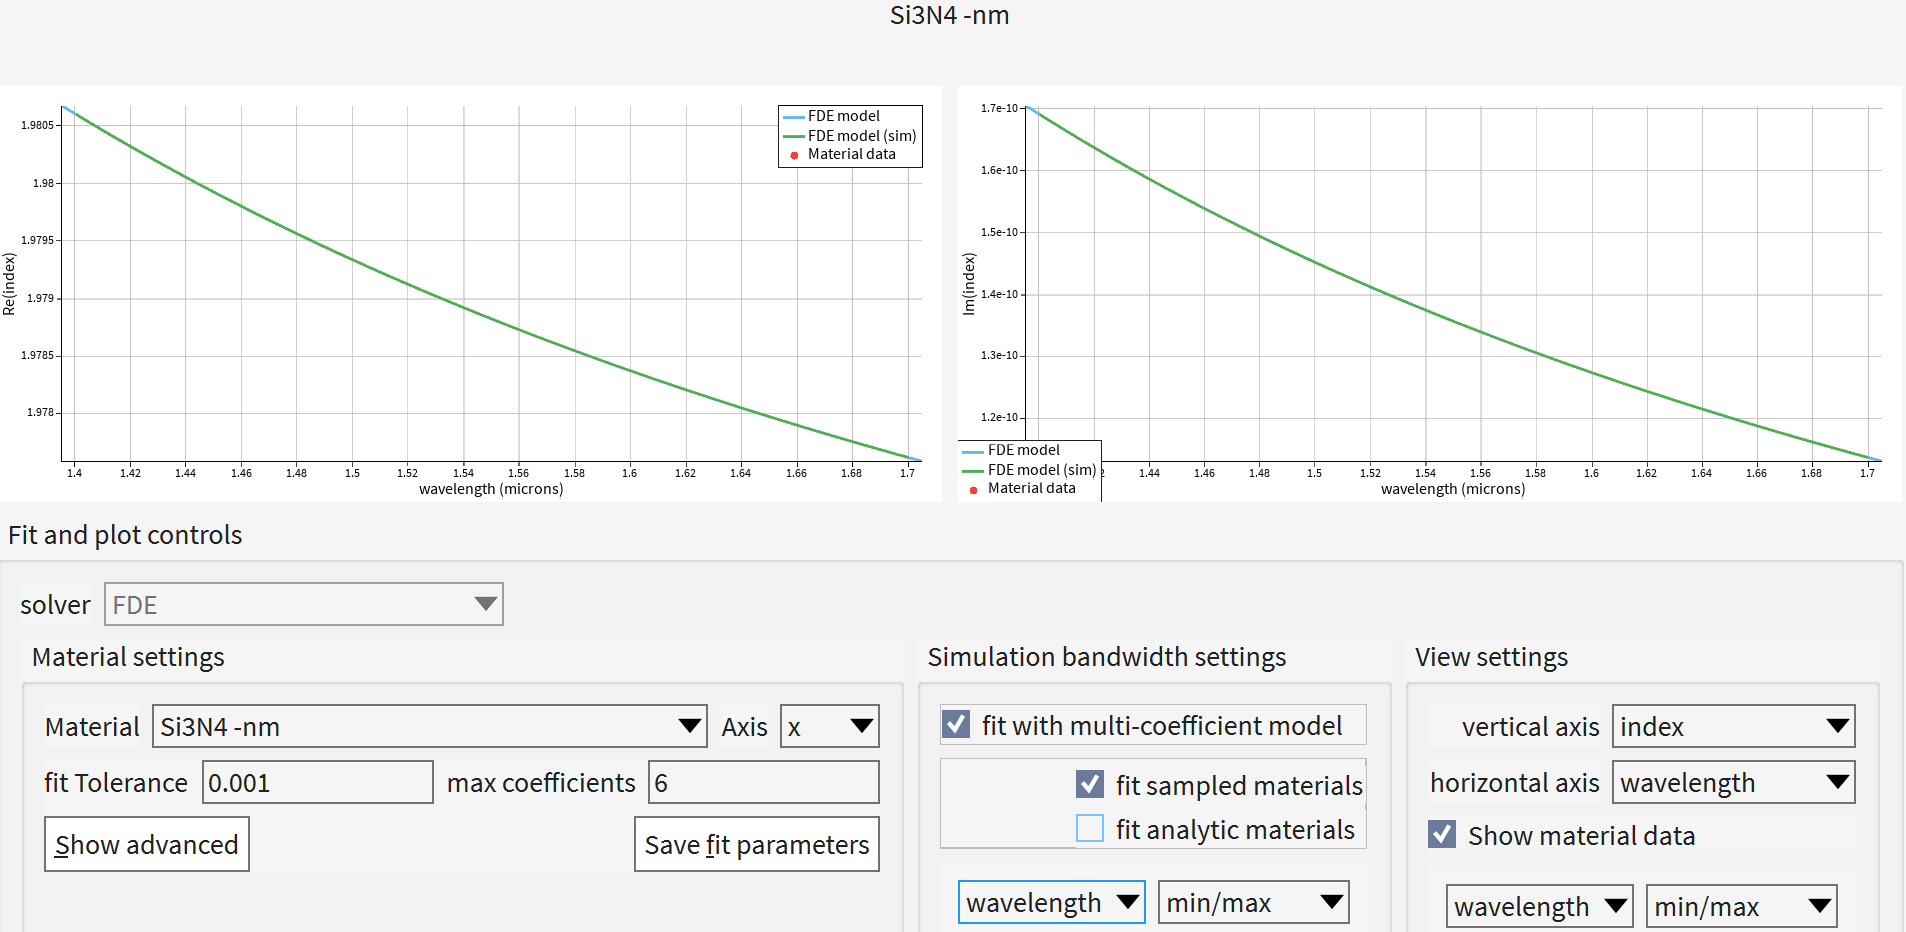 Si3N4 -nm
Re(index)
1.9805
1.98
1.9795
1.979
1.9785
1.978
FDE model
FDE model (sim)
Material data
1.4 1.42 1.44 1.46 1.48 1.5 1.52 1.54 1.56 1.58 1.6 1.62 1.64 1.66 1.68 1.7
wavelength (microns)
Im(index)
1.7e-10
1.6e-10
1.5e-10
1.4e-10
1.3e-10
1.2e-10
FDE model
FDE model (sim)
Material data
2 1.44 1.46 1.48 1.5 1.52 1.54 1.56 1.58 1.6 1.62 1.64 1.66 1.68 1.7
wavelength (microns)
Fit and plot controls
solver FDE
Material settings
Material Si3N4 -nm Axis x
fit Tolerance 0.001 max coefficients 6
Show advanced Save fit parameters
Simulation bandwidth settings
fit with multi-coefficient model
fit sampled materials
fit analytic materials
wavelength min/max
View settings
vertical axis index
horizontal axis wavelength
Show material data
wavelength min/max